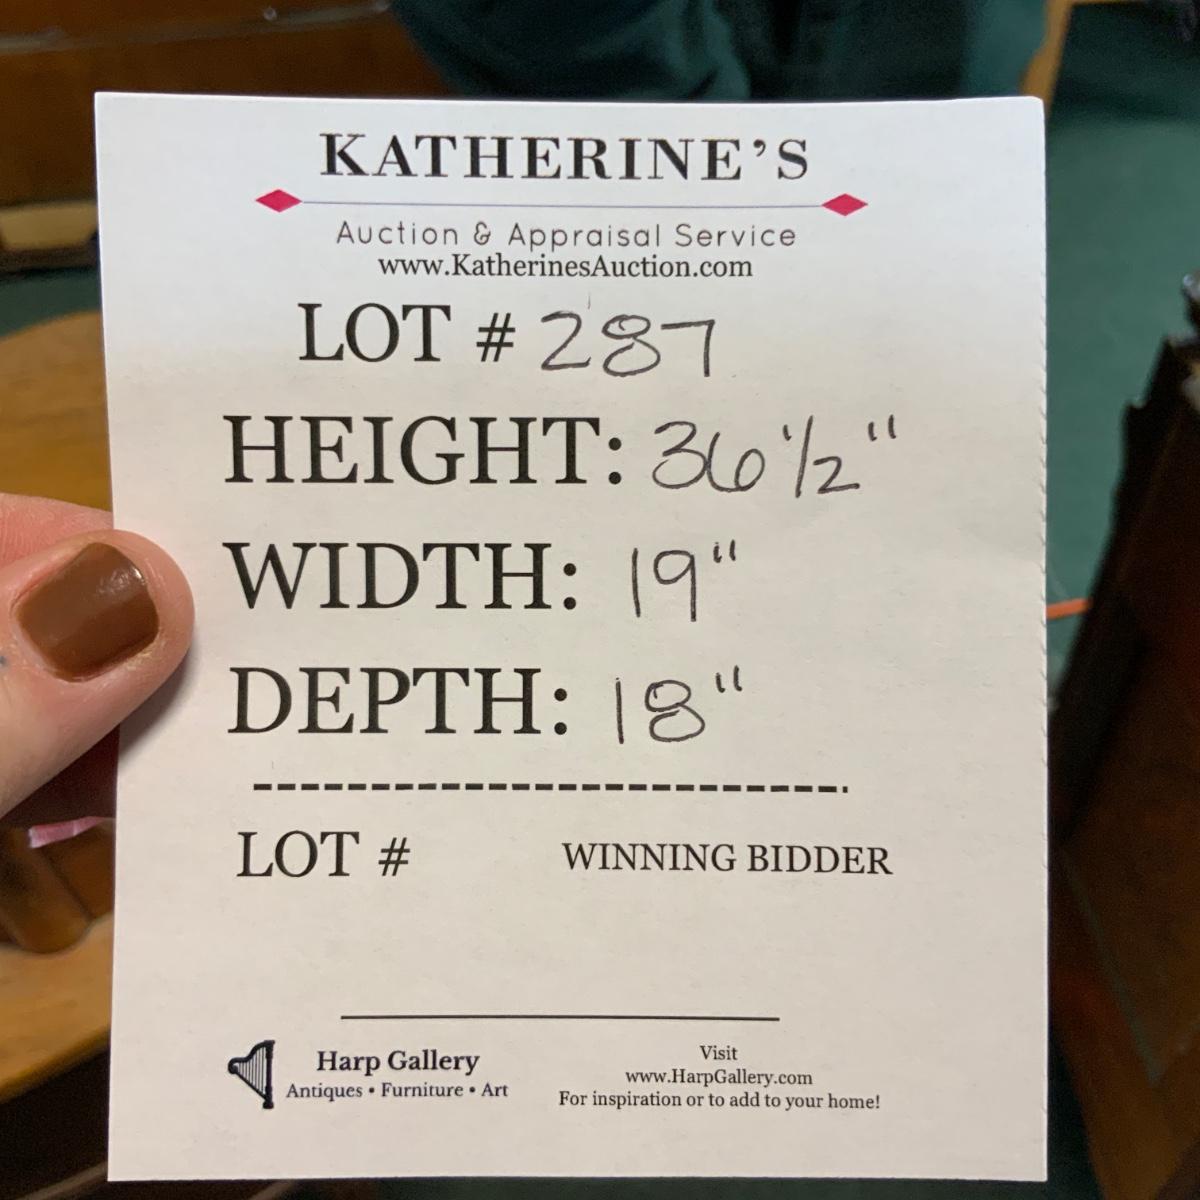 KATHERINE'S
Auction & Appraisal Service
www.KatherinesAuction.com
LOT # 287
HEIGHT: 36 1/2"
WIDTH: 19"
DEPTH: 18"
LOT #
WINNING BIDDER
Harp Gallery
Antiques • Furniture • Art
Visit
www.HarpGallery.com
For inspiration or to add to your home!